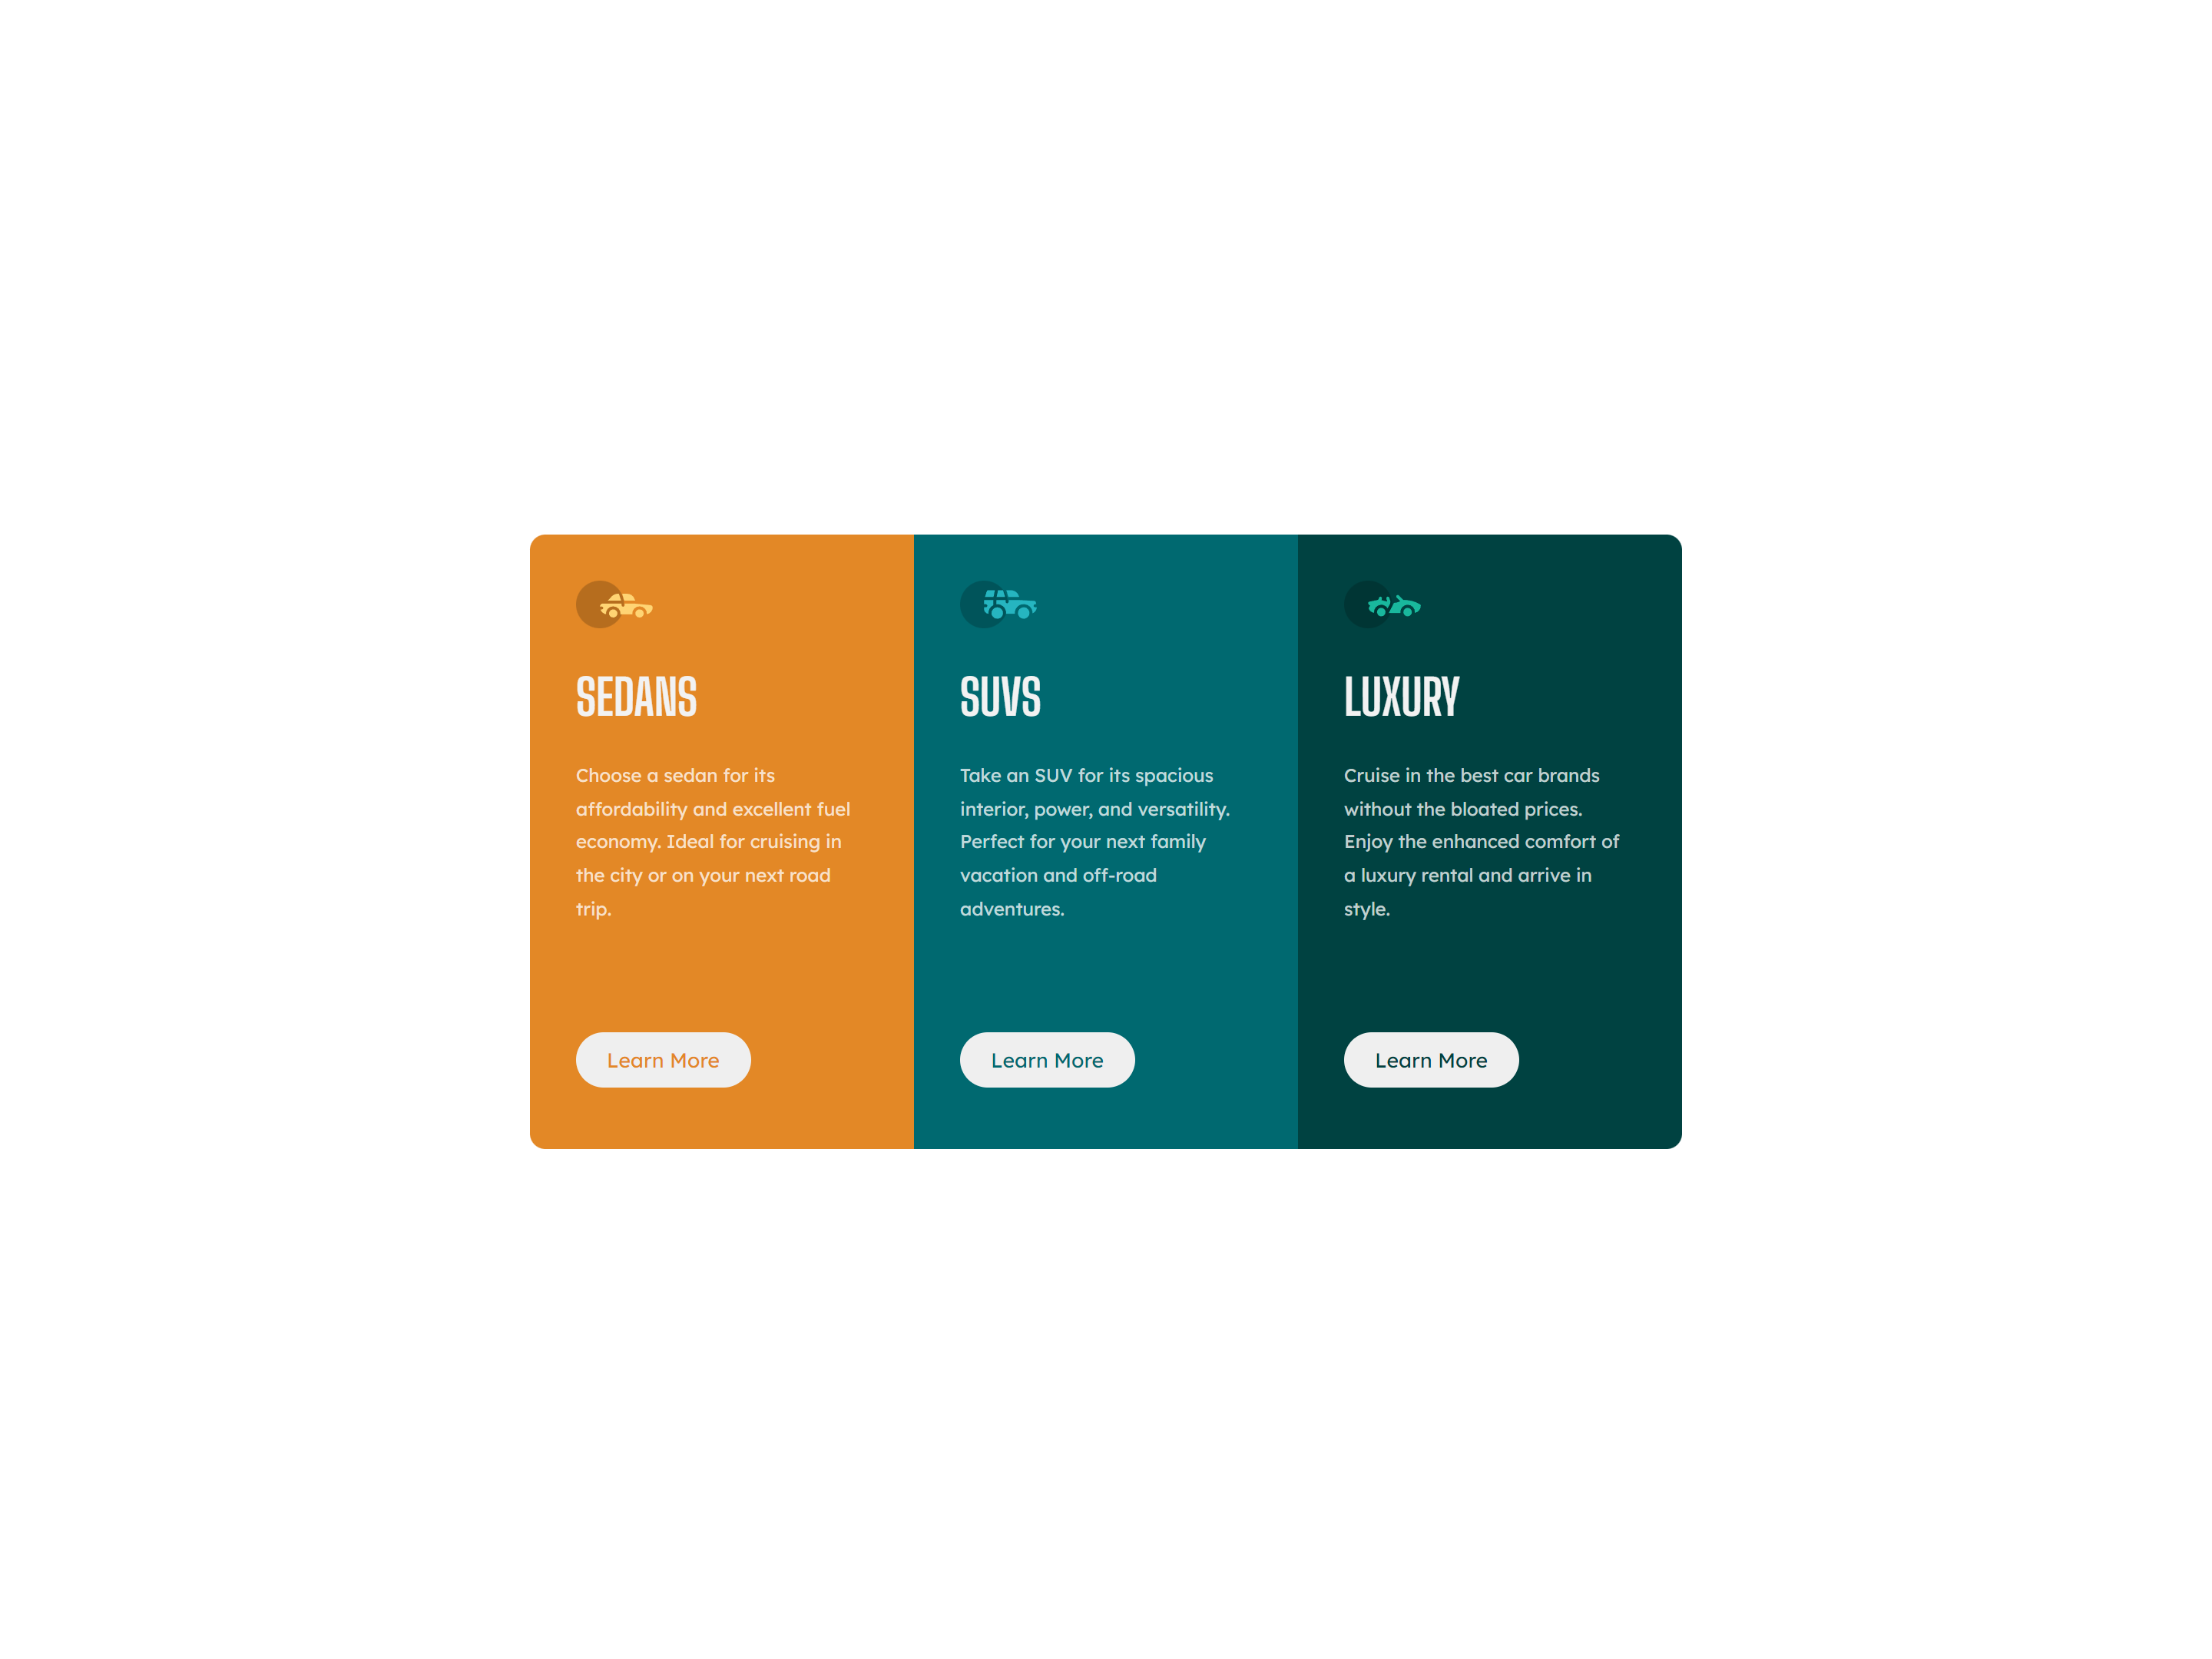 SEDANS
Choose a sedan for its
affordability and excellent fuel
economy. Ideal for cruising in
the city or on your next road
trip.
Learn More
SUVS
Take an SUV for its spacious
interior, power, and versatility.
Perfect for your next family
vacation and off-road
adventures.
Learn More
LUXURY
Cruise in the best car brands
without the bloated prices.
Enjoy the enhanced comfort of
a luxury rental and arrive in
style.
Learn More